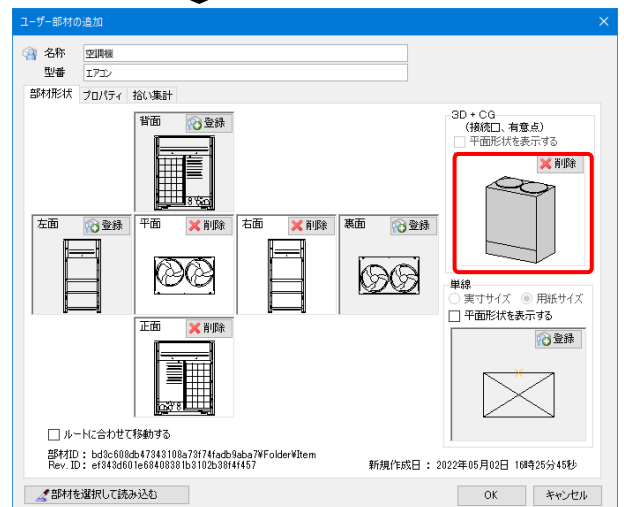 ユーザー部材の追加
名称 空調機
型番 エアコン
部材形状 プロパティ 拾い集計
背面 登録
3D + CG
(接続口、有意点)
平面形状を表示する
削除
左面 登録 平面 削除 右面 削除 裏面 登録
単線
実寸サイズ 用紙サイズ
平面形状を表示する
登録
正面 削除
ルートに合わせて移動する
部材ID : bd3c608db47343108a73f74fadb9aba7¥Folder¥Item
Rev. ID : ef343d601e68408381b3102b38f4f457
新規作成日 : 2022年05月02日 16時25分45秒
部材を選択して読み込む OK キャンセル